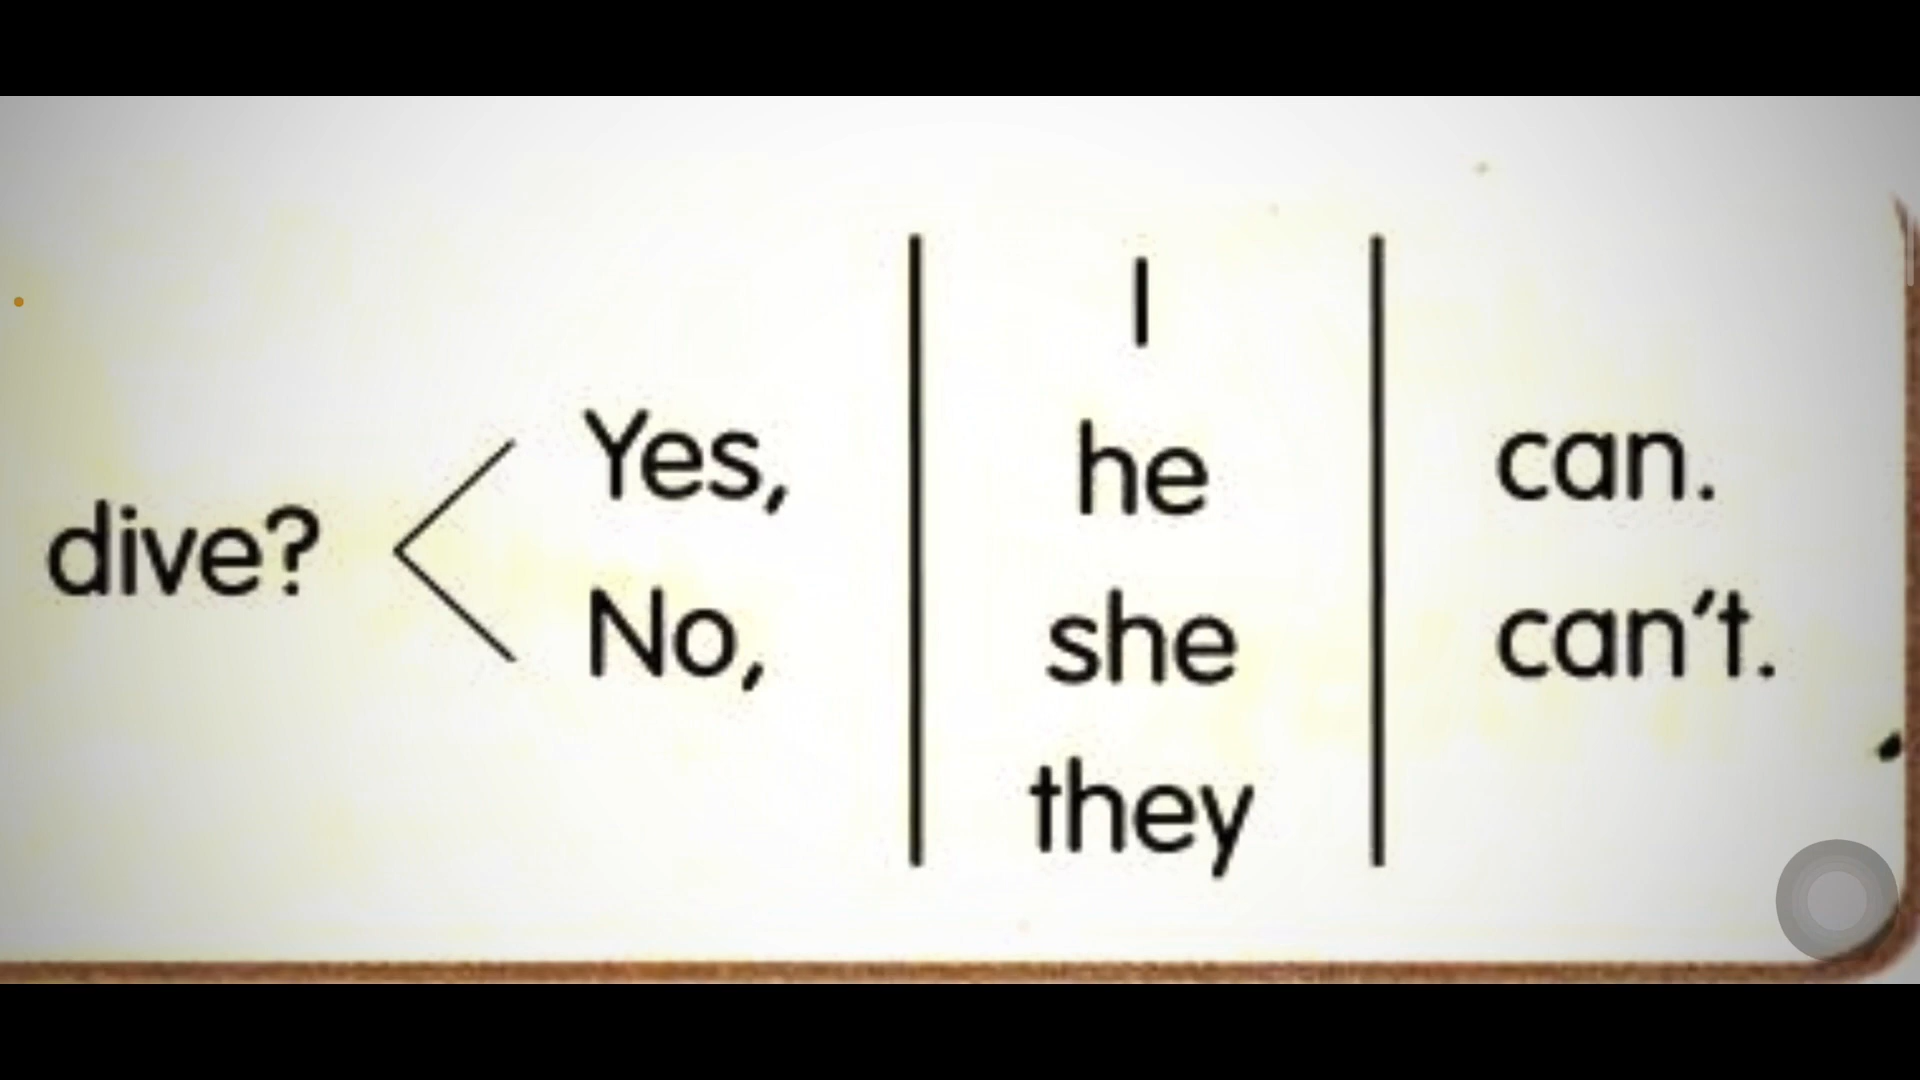 dive?
Yes,
No,
I
he
she
they
can.
can't.